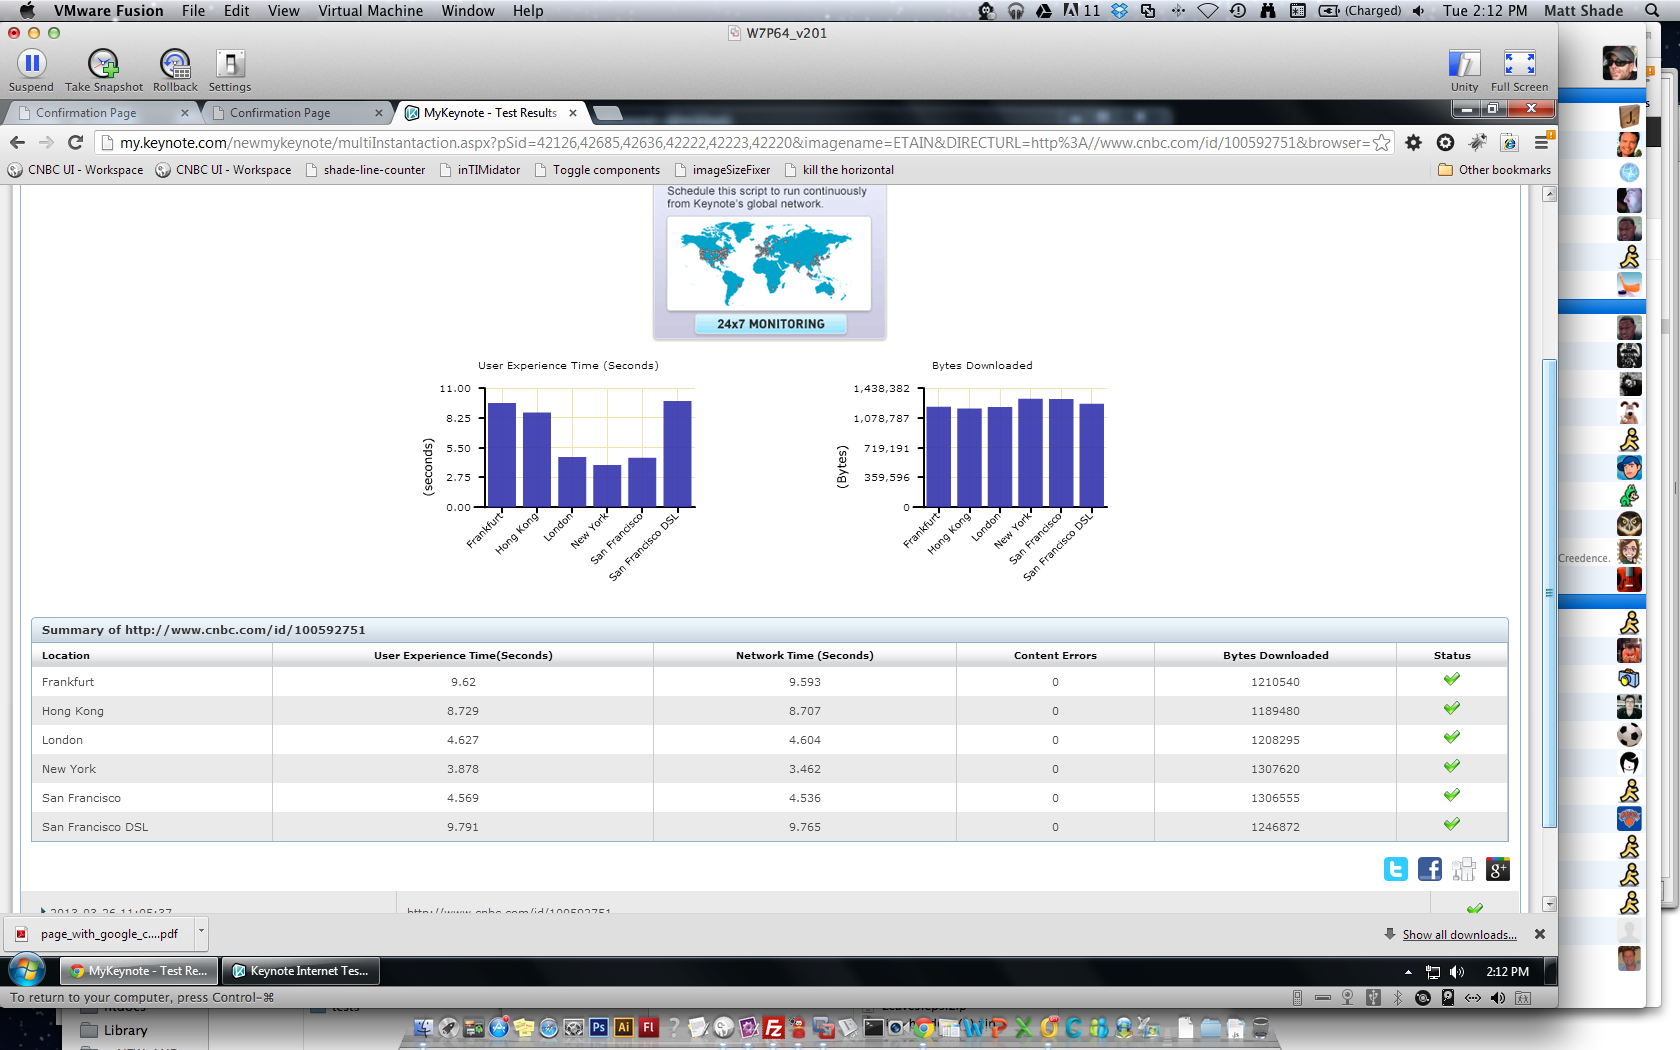 VMware Fusion File Edit View Virtual Machine Window Help 11 (Charged) Tue 2:12 PM Matt Shade
W7P64_v201
Suspend Take Snapshot Rollback Settings Unity Full Screen
Confirmation Page Confirmation Page MyKeynote - Test Results
my.keynote.com/newmykeynote/multiInstantaction.aspx?pSid=42126,42685,42636,42222,42223,42220&imagename=ETAIN&DIRECTURL=http%3A//www.cnbc.com/id/100592751&browser=
CNBC UI - Workspace CNBC UI - Workspace shade-line-counter inTIMidator Toggle components imageSizeFixer kill the horizontal Other bookmarks
Schedule this script to run continuously
from Keynote's global network.
24x7 MONITORING
User Experience Time (Seconds)
11.00
8.25
5.50
2.75
0.00
(seconds)
Frankfurt
Hong Kong
London
New York
San Francisco
San Francisco DSL
Bytes Downloaded
1,438,382
1,078,787
719,191
359,596
0
(Bytes)
Frankfurt
Hong Kong
London
New York
San Francisco
San Francisco DSL
Creedence.
Summary of http://www.cnbc.com/id/100592751
Location User Experience Time(Seconds) Network Time (Seconds) Content Errors Bytes Downloaded Status
Frankfurt 9.62 9.593 0 1210540
Hong Kong 8.729 8.707 0 1189480
London 4.627 4.604 0 1208295
New York 3.878 3.462 0 1307620
San Francisco 4.569 4.536 0 1306555
San Francisco DSL 9.791 9.765 0 1246872
2013-03-26 11:05:37 http://www.cnbc.com/id/100592751
page_with_google_c....pdf Show all downloads...
MyKeynote - Test Re... Keynote Internet Tes... 2:12 PM
To return to your computer, press Control-⌘
Library